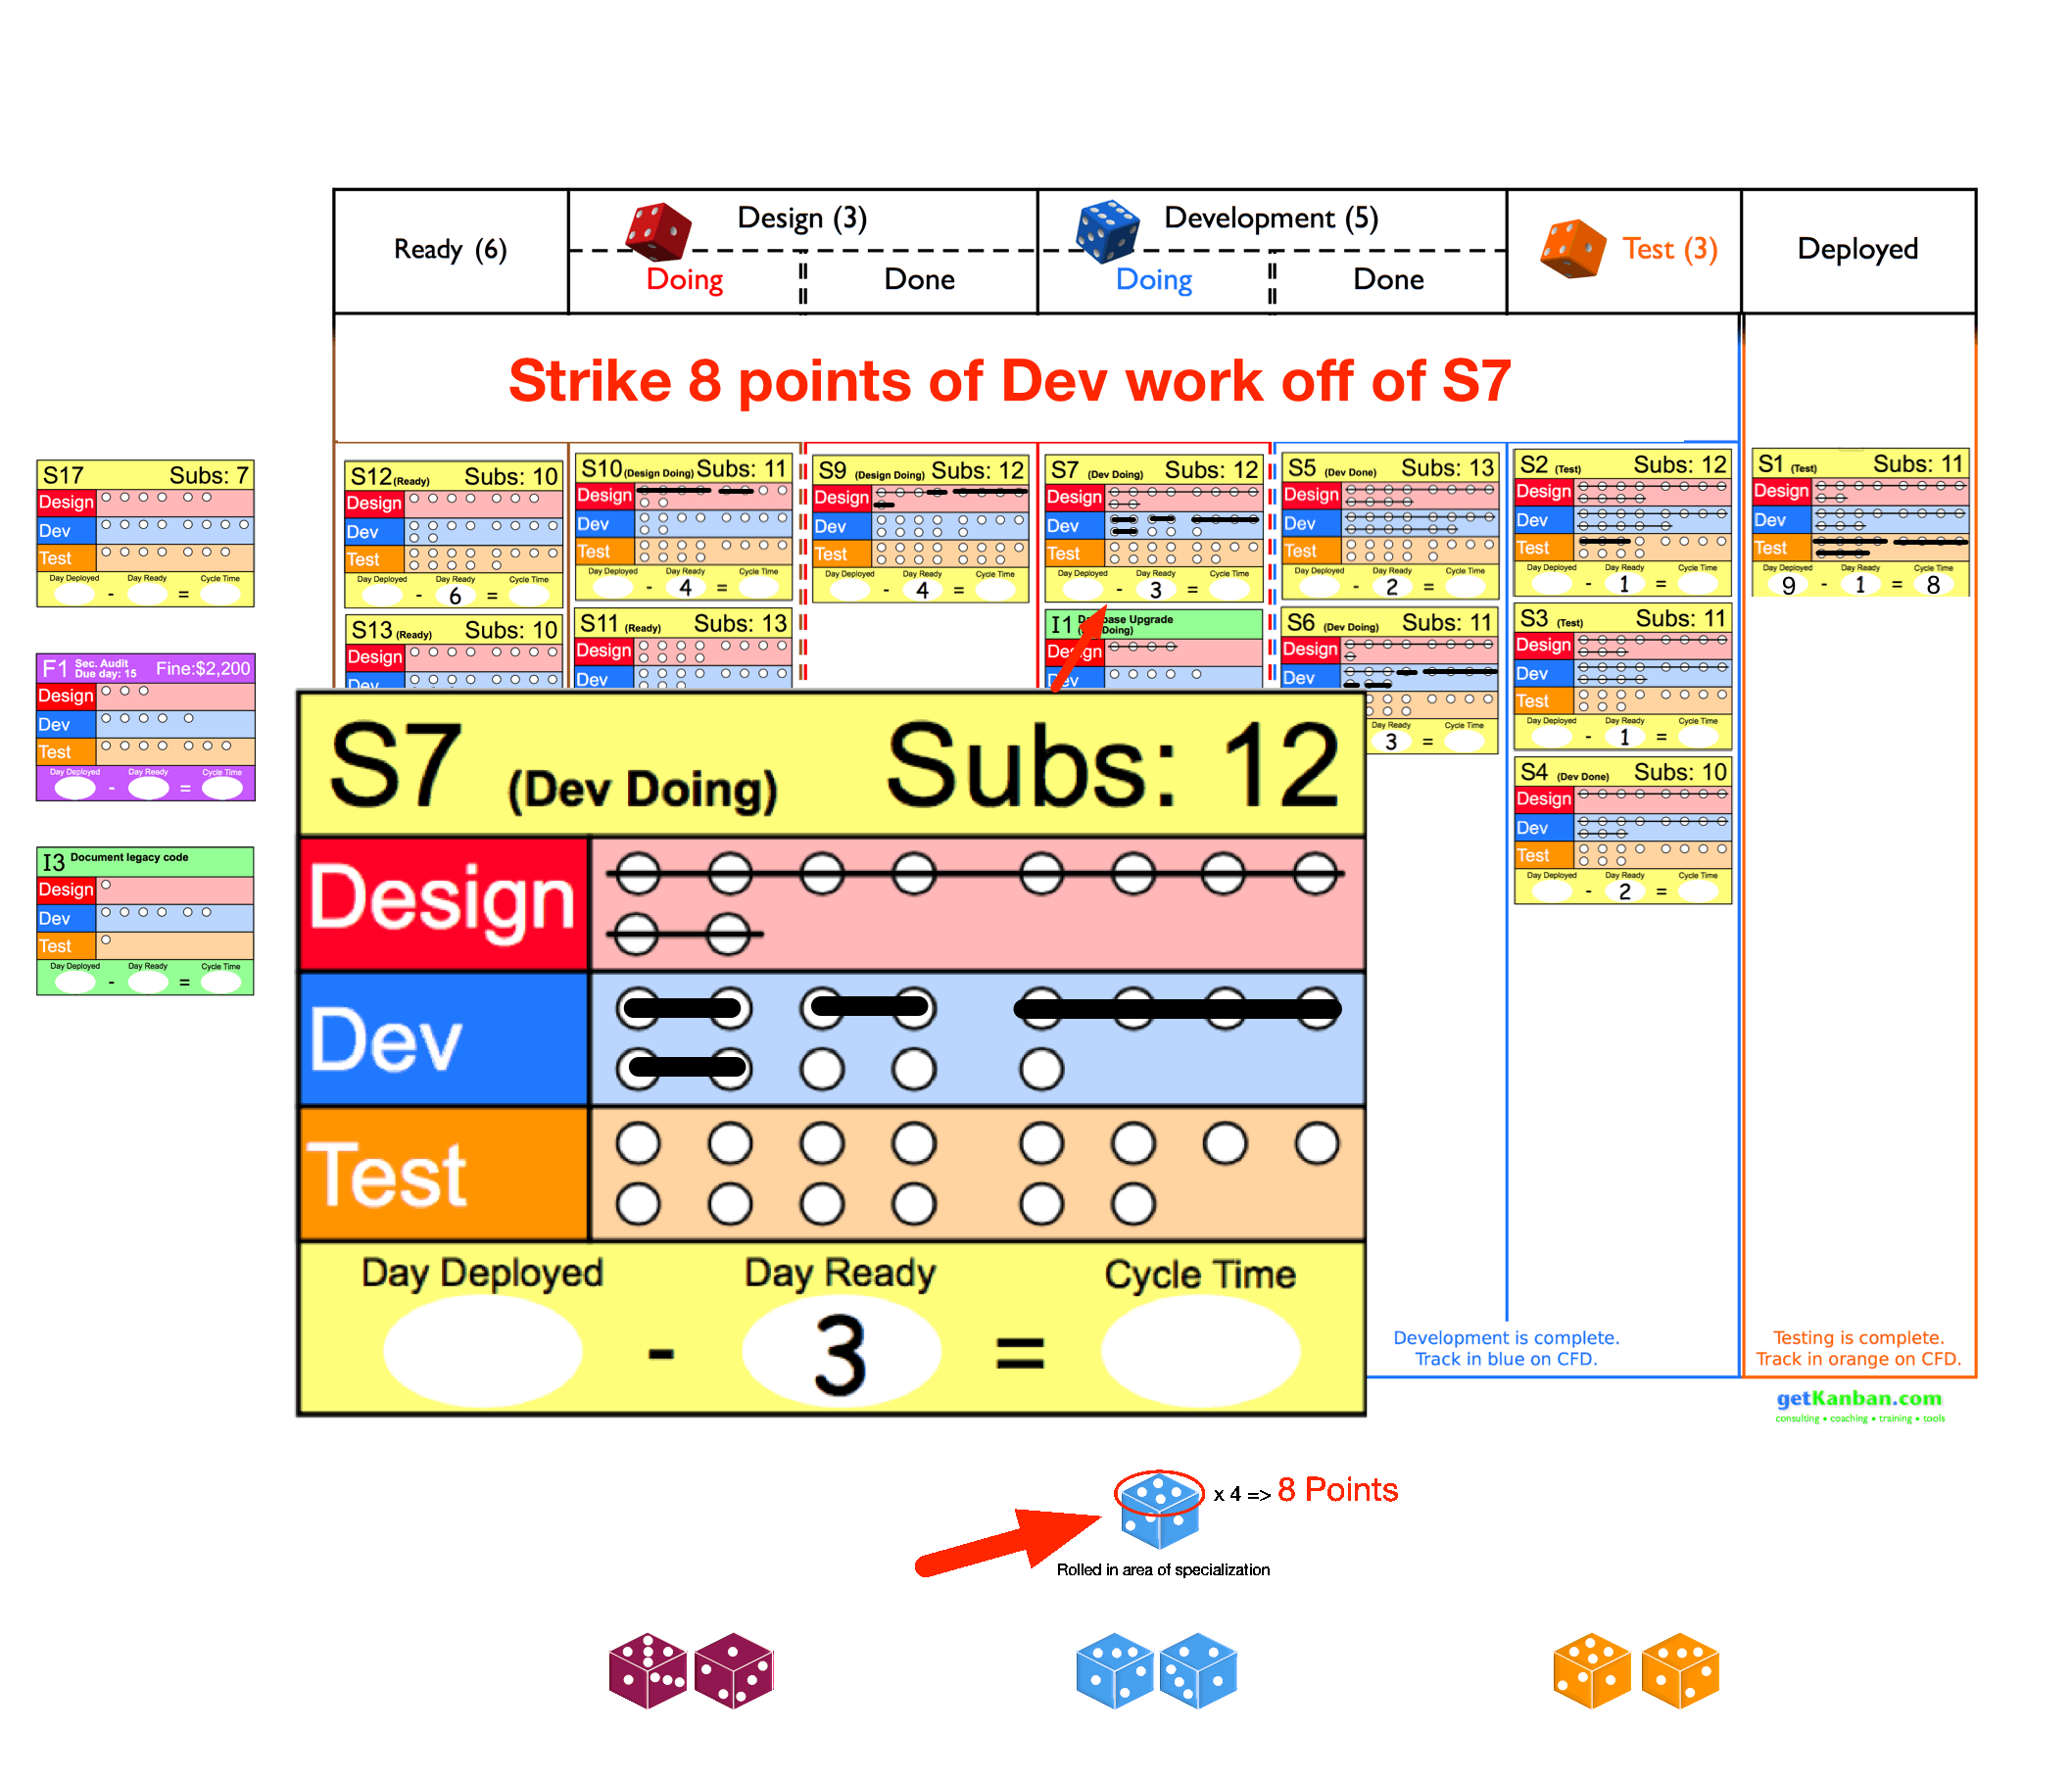 Ready (6)
Design (3)
Doing
Done
Development (5)
Doing
Done
Test (3)
Deployed
Strike 8 points of Dev work off of S7
S17 Subs: 7
Design
Dev
Test
Day Deployed Day Ready Cycle Time
- =
F1 Sec. Audit Due day: 15 Fine:$2,200
Design
Dev
Test
Day Deployed Day Ready Cycle Time
- =
I3 Document legacy code
Design
Dev
Test
Day Deployed Day Ready Cycle Time
- =
S12 (Ready) Subs: 10
Design
Dev
Test
Day Deployed Day Ready Cycle Time
- 6 =
S13 (Ready) Subs: 10
Design
Dev
S10 (Design Doing) Subs: 11
Design
Dev
Test
Day Deployed Day Ready Cycle Time
- 4 =
S11 (Ready) Subs: 13
Design
Dev
S9 (Design Doing) Subs: 12
Design
Dev
Test
Day Deployed Day Ready Cycle Time
- 4 =
S7 (Dev Doing) Subs: 12
Design
Dev
Test
Day Deployed Day Ready Cycle Time
- 3 =
I1 Upgrade
Doing)
Design
Dev
S5 (Dev Done) Subs: 13
Design
Dev
Test
Day Deployed Day Ready Cycle Time
- 2 =
S6 (Dev Doing) Subs: 11
Design
Dev
Day Ready Cycle Time
3 =
S2 (Test) Subs: 12
Design
Dev
Test
Day Deployed Day Ready Cycle Time
- 1 =
S3 (Test) Subs: 11
Design
Dev
Test
Day Deployed Day Ready Cycle Time
- 1 =
S4 (Dev Done) Subs: 10
Design
Dev
Test
Day Deployed Day Ready Cycle Time
- 2 =
S1 (Test) Subs: 11
Design
Dev
Test
Day Deployed Day Ready Cycle Time
9 - 1 = 8
S7 (Dev Doing) Subs: 12
Design
Dev
Test
Day Deployed Day Ready Cycle Time
- 3 =
Development is complete.
Track in blue on CFD.
Testing is complete.
Track in orange on CFD.
getKanban.com
consulting • coaching • training • tools
x 4 => 8 Points
Rolled in area of specialization